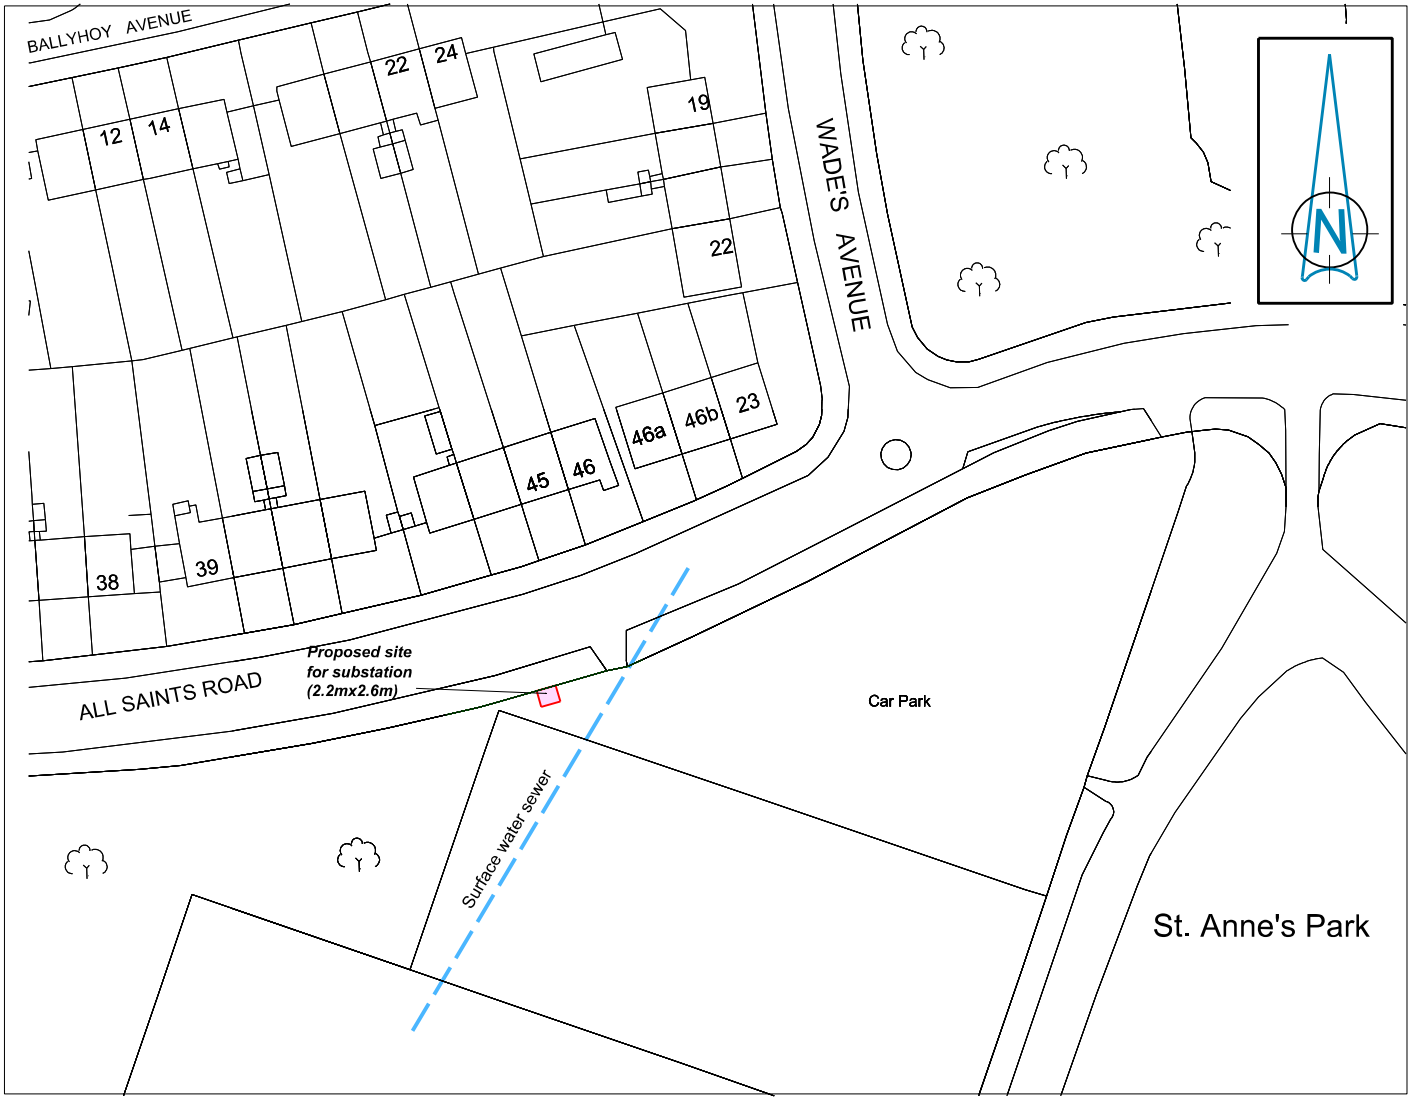 BALLYHOY AVENUE
12
14
22
24
19
22
WADE'S AVENUE
N
38
39
45
46
46a
46b
23
ALL SAINTS ROAD
Proposed site
for substation
(2.2mx2.6m)
Car Park
Surface water sewer
St. Anne's Park